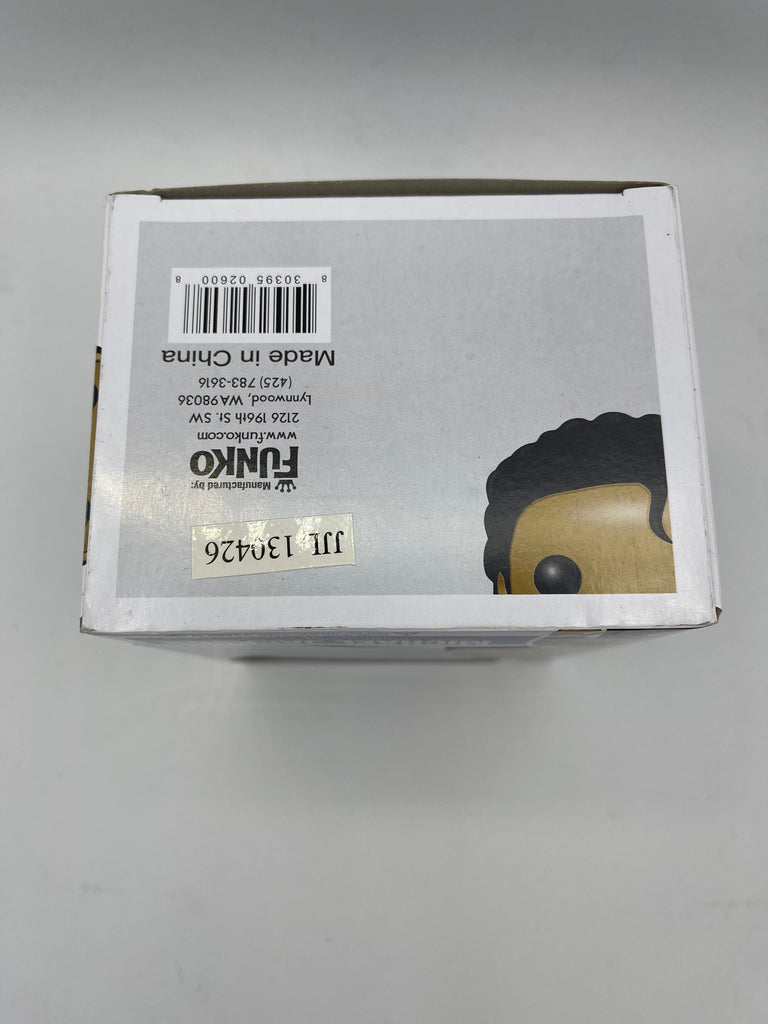 JJL 130426
Manufactured by:
FUNKO
www.funko.com
2126 196th St. SW
Lynnwood, WA 98036
(425) 783-3616
Made in China
8 30395 02600 8